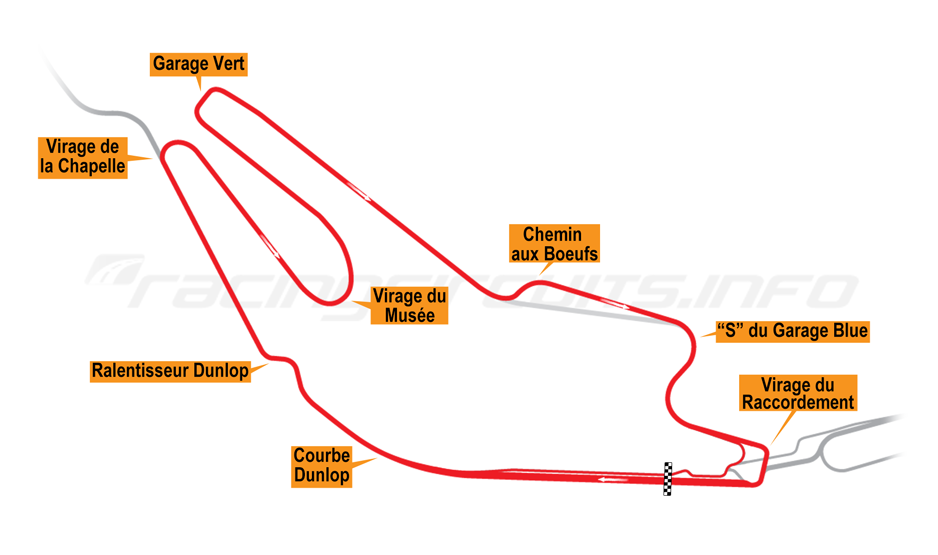 Garage Vert
Virage de
la Chapelle
Chemin
aux Boeufs
racingcircuits.info
Virage du
Musée
“S” du Garage Blue
Ralentisseur Dunlop
Virage du
Raccordement
Courbe
Dunlop